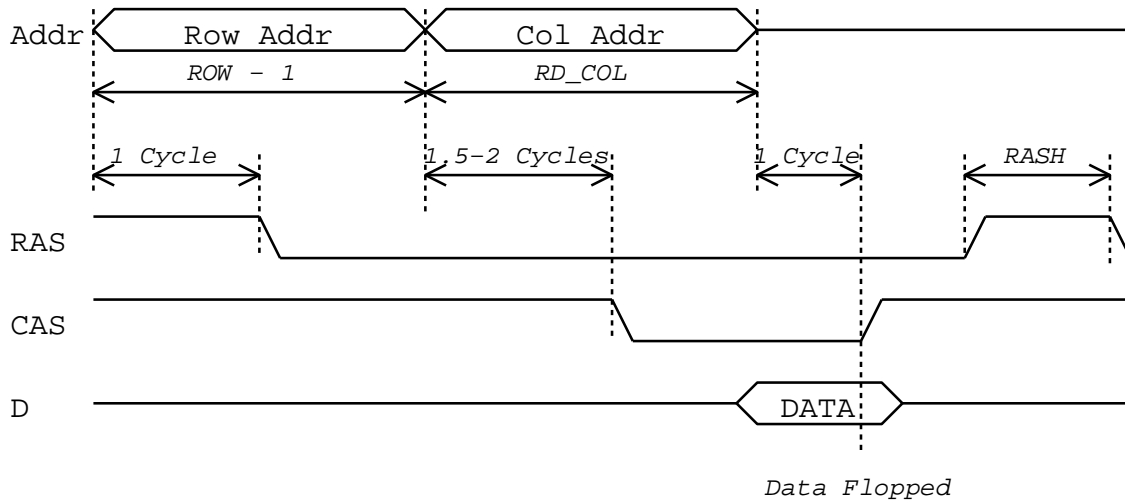 Addr Row Addr Col Addr
ROW - 1 RD_COL
1 Cycle 1.5-2 Cycles 1 Cycle RASH
RAS
CAS
D DATA
Data Flopped